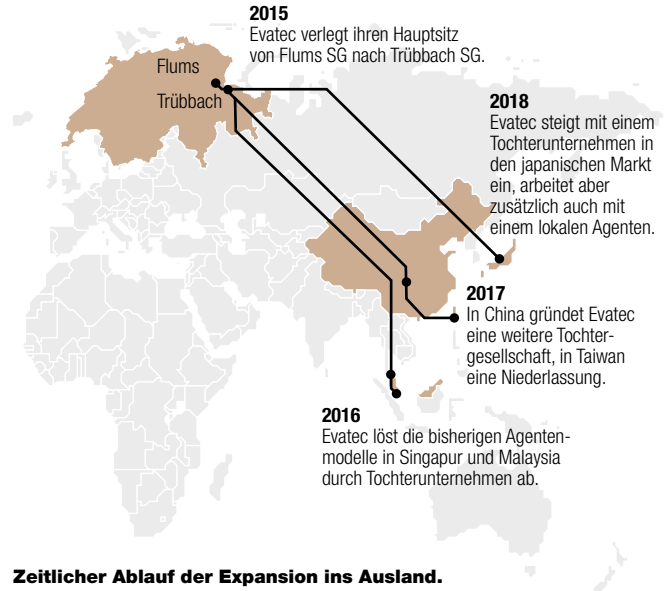 2015
Evatec verlegt ihren Hauptsitz
von Flums SG nach Trübbach SG.
Flums
Trübbach
2018
Evatec steigt mit einem
Tochterunternehmen in
den japanischen Markt
ein, arbeitet aber
zusätzlich auch mit
einem lokalen Agenten.
2017
In China gründet Evatec
eine weitere Tochter-
gesellschaft, in Taiwan
eine Niederlassung.
2016
Evatec löst die bisherigen Agenten-
modelle in Singapur und Malaysia
durch Tochterunternehmen ab.
Zeitlicher Ablauf der Expansion ins Ausland.